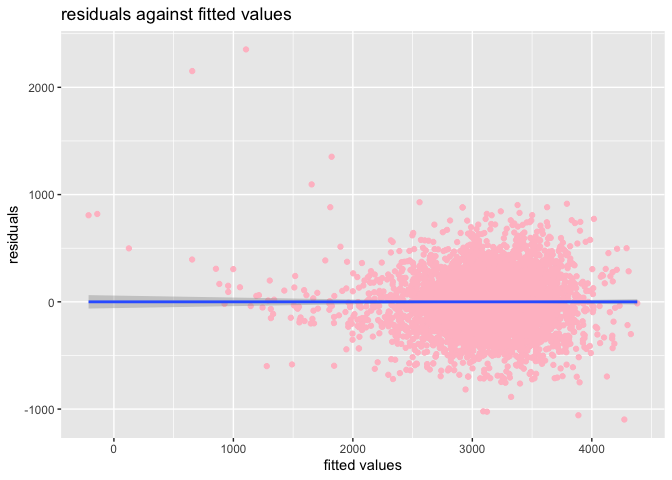 residuals against fitted values
2000
1000
0
-1000
residuals
0 1000 2000 3000 4000
fitted values